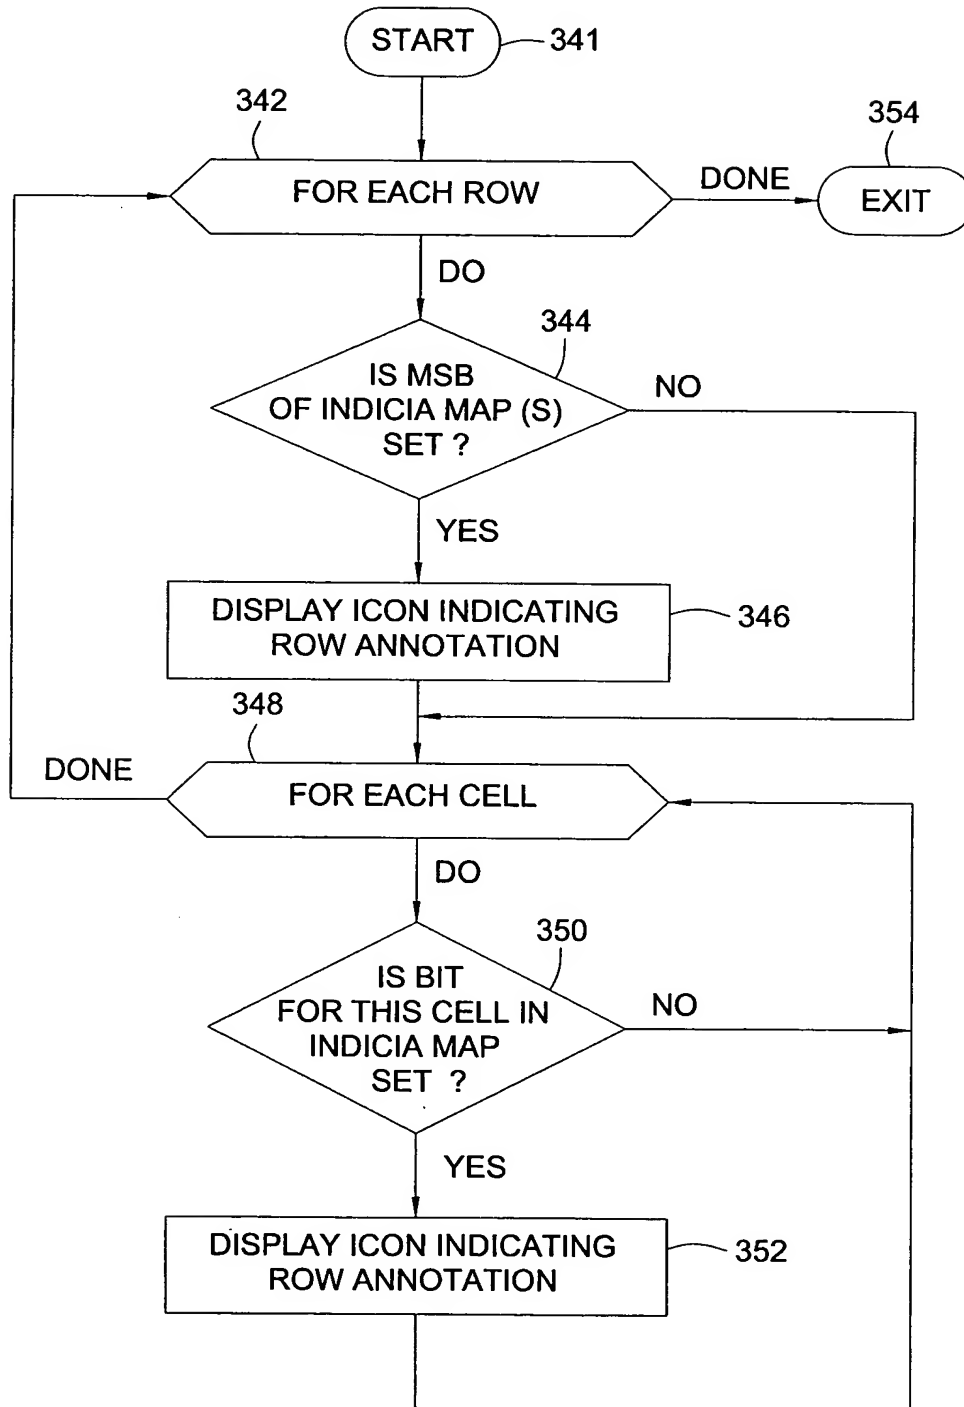 START
341
342
354
FOR EACH ROW
DONE
EXIT
DO
344
IS MSB
OF INDICIA MAP (S)
SET ?
NO
YES
DISPLAY ICON INDICATING
ROW ANNOTATION
346
348
DONE
FOR EACH CELL
DO
350
IS BIT
FOR THIS CELL IN
INDICIA MAP
SET ?
NO
YES
DISPLAY ICON INDICATING
ROW ANNOTATION
352